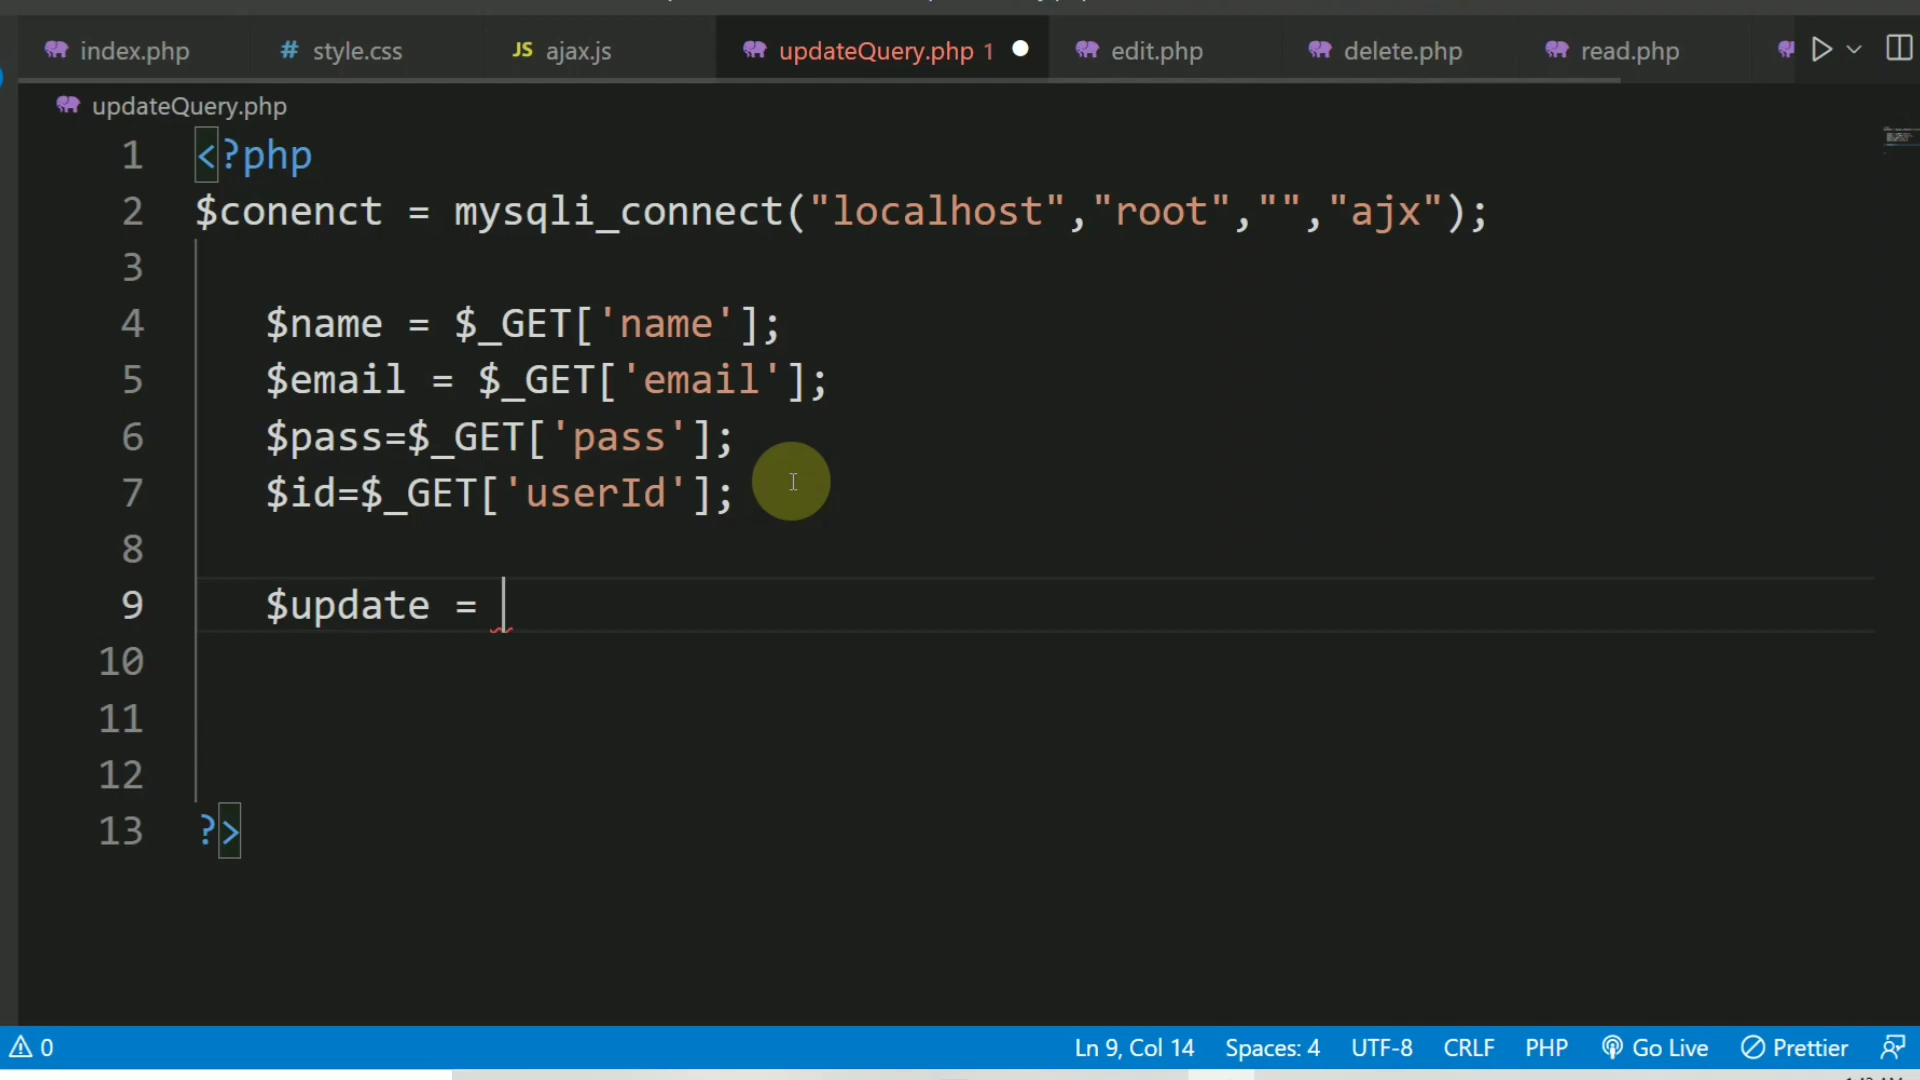 index.php # style.css JS ajax.js updateQuery.php 1 edit.php delete.php read.php
updateQuery.php
1 <?php
2 $conenct = mysqli_connect("localhost","root","","ajx");
3
4 $name = $_GET['name'];
5 $email = $_GET['email'];
6 $pass=$_GET['pass'];
7 $id=$_GET['userId'];
8
9 $update =
10
11
12
13 ?>
0 Ln 9, Col 14 Spaces: 4 UTF-8 CRLF PHP Go Live Prettier